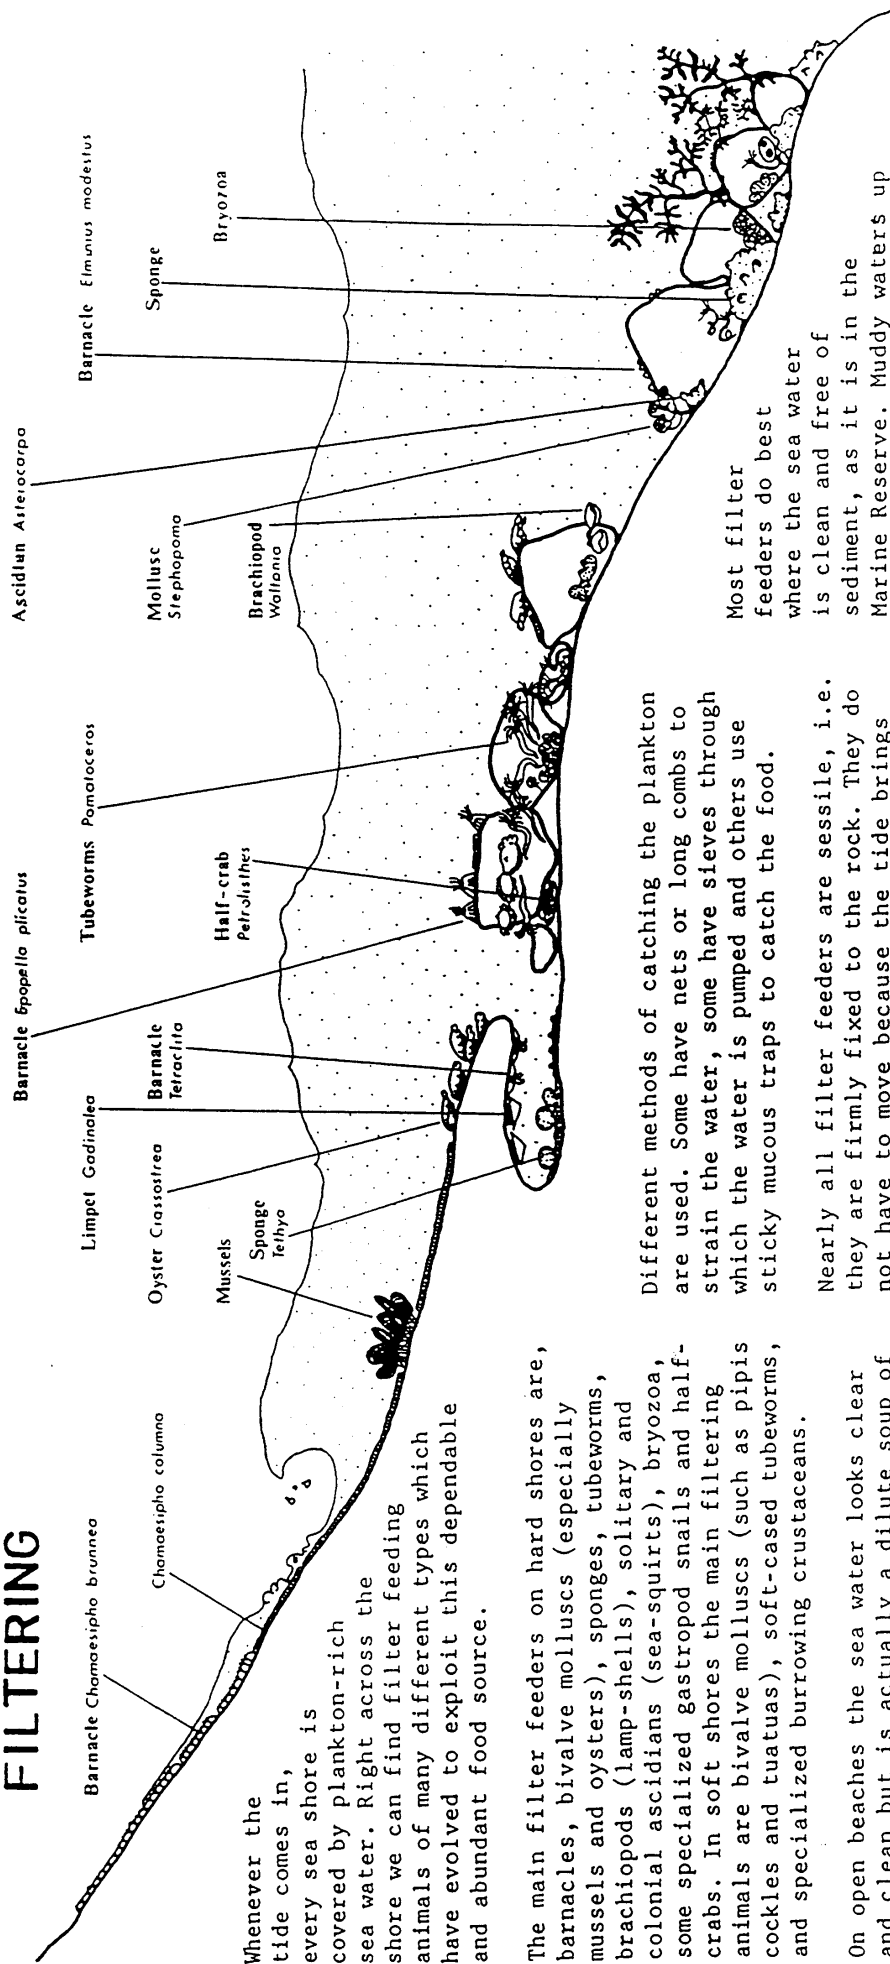 FILTERING
Barnacle Chamaesipho brunnea
Chamaesipho columna
Mussels
Sponge
Tethya
Oyster Crassostrea
Limpet Gadinalea
Barnacle
Tetraclita
Barnacle Epopella plicatus
Half-crab
Petrolisthes
Tubeworms Pomatoceros
Brachiopod
Waltonia
Mollusc
Stephopoma
Ascidian Asterocarpa
Barnacle Elminius modestus
Sponge
Bryozoa
Whenever the
tide comes in,
every sea shore is
covered by plankton-rich
sea water. Right across the
shore we can find filter feeding
animals of many different types which
have evolved to exploit this dependable
and abundant food source.
The main filter feeders on hard shores are,
barnacles, bivalve molluscs (especially
mussels and oysters), sponges, tubeworms,
brachiopods (lamp-shells), solitary and
colonial ascidians (sea-squirts), bryozoa,
some specialized gastropod snails and half-
crabs. In soft shores the main filtering
animals are bivalve molluscs (such as pipis
cockles and tuatuas), soft-cased tubeworms,
and specialized burrowing crustaceans.
On open beaches the sea water looks clear
and clean but is actually a dilute soup of
Different methods of catching the plankton
are used. Some have nets or long combs to
strain the water, some have sieves through
which the water is pumped and others use
sticky mucous traps to catch the food.
Nearly all filter feeders are sessile, i.e.
they are firmly fixed to the rock. They do
not have to move because the tide brings
Most filter
feeders do best
where the sea water
is clean and free of
sediment, as it is in the
Marine Reserve. Muddy waters up